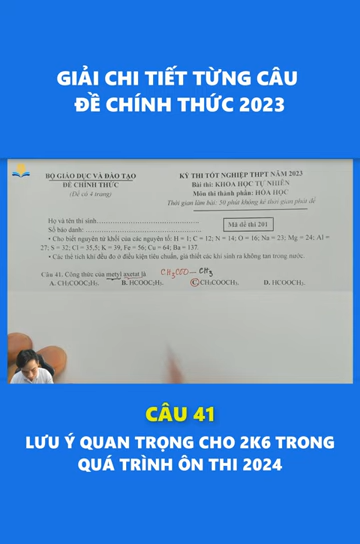 GIẢI CHI TIẾT TỪNG CÂU
ĐỀ CHÍNH THỨC 2023
BỘ GIÁO DỤC VÀ ĐÀO TẠO
ĐỀ CHÍNH THỨC
(Đề có 4 trang)
KỲ THI TỐT NGHIỆP THPT NĂM 2023
Bài thi: KHOA HỌC TỰ NHIÊN
Môn thi thành phần: HÓA HỌC
Thời gian làm bài: 50 phút không kể thời gian phát đề
Họ và tên thí sinh
Số báo danh:
Mã đề thi 201
• Cho biết nguyên tử khối của các nguyên tố: H = 1; C = 12; N = 14; O = 16; Na = 23; Mg = 24; Al =
27; S = 32; Cl = 35,5; K = 39; Fe = 56; Cu = 64; Ba = 137.
• Các thể tích khí đều đo ở điều kiện tiêu chuẩn, giả thiết các khí sinh ra không tan trong nước.
Câu 41. Công thức của metyl axetat là CH3COO - CH3
A. CH3COOC2H5. B. HCOOC2H5. C. CH3COOCH3. D. HCOOCH3.
CÂU 41
LƯU Ý QUAN TRỌNG CHO 2K6 TRONG
QUÁ TRÌNH ÔN THI 2024